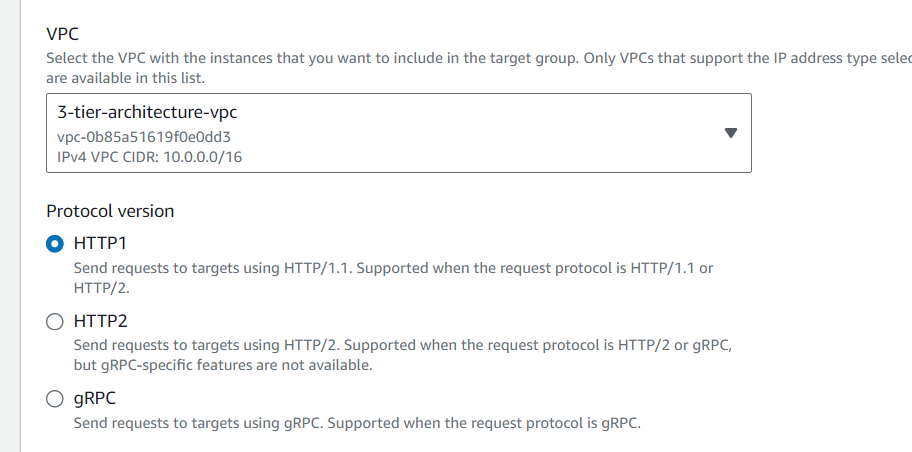 VPC
Select the VPC with the instances that you want to include in the target group. Only VPCs that support the IP address type
are available in this list.
3-tier-architecture-vpc
vpc-0b85a51619f0e0dd3
IPv4 VPC CIDR: 10.0.0.0/16
Protocol version
HTTP1
Send requests to targets using HTTP/1.1. Supported when the request protocol is HTTP/1.1 or
HTTP/2.
HTTP2
Send requests to targets using HTTP/2. Supported when the request protocol is HTTP/2 or gRPC,
but gRPC-specific features are not available.
gRPC
Send requests to targets using gRPC. Supported when the request protocol is gRPC.